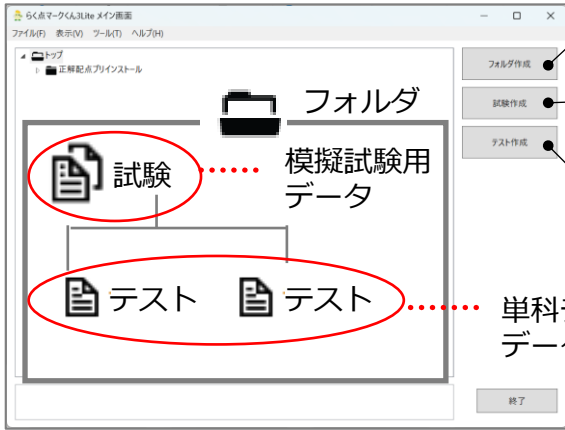 らく点マークくん3Lite メイン画面
ファイル(F) 表示(V) ツール(T) ヘルプ(H)
トップ
正解配点プリインストール
フォルダ作成
試験作成
テスト作成
フォルダ
試験
模擬試験用
データ
テスト
テスト
単科
デー
終了